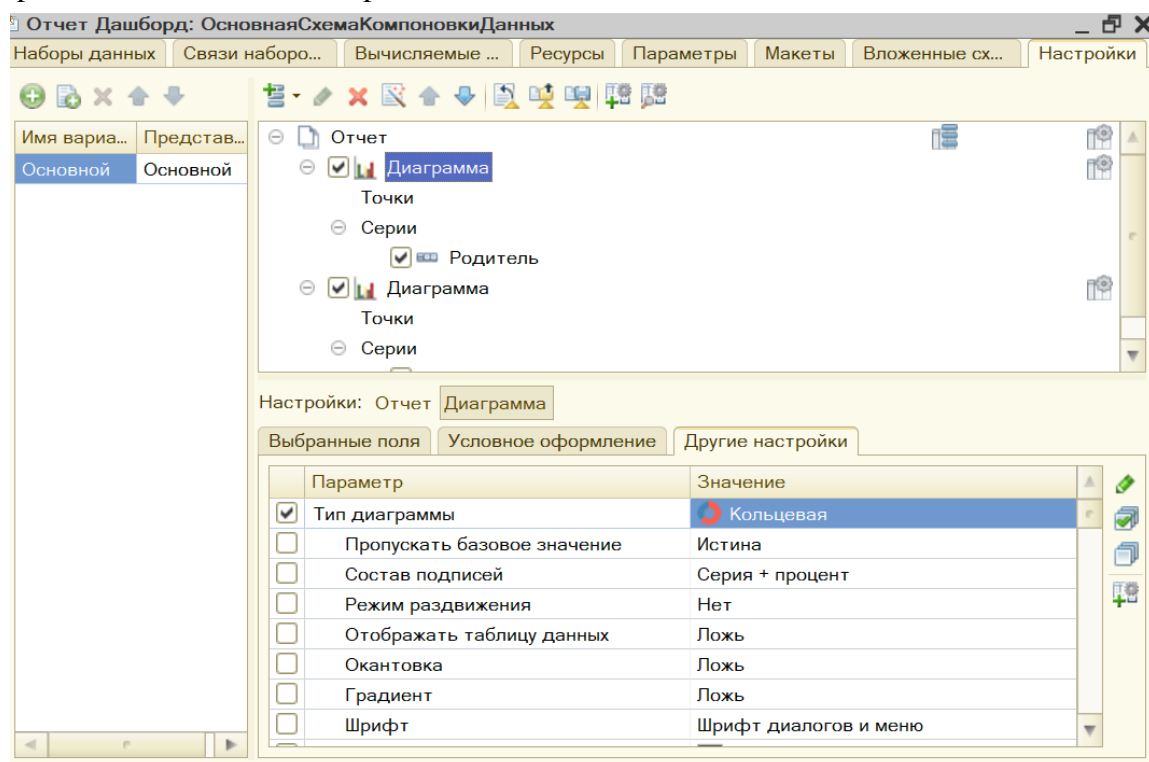 Отчет Дашборд: ОсновнаяСхемаКомпоновкиДанных
Наборы данных Связи наборо... Вычисляемые ... Ресурсы Параметры Макеты Вложенные сх... Настройки
Имя вариа... Представ...
Основной Основной
Отчет
Диаграмма
Точки
Серии
Родитель
Диаграмма
Точки
Серии
Настройки: Отчет Диаграмма
Выбранные поля Условное оформление Другие настройки
Параметр Значение
Тип диаграммы Кольцевая
Пропускать базовое значение Истина
Состав подписей Серия + процент
Режим раздвижения Нет
Отображать таблицу данных Ложь
Окантовка Ложь
Градиент Ложь
Шрифт Шрифт диалогов и меню